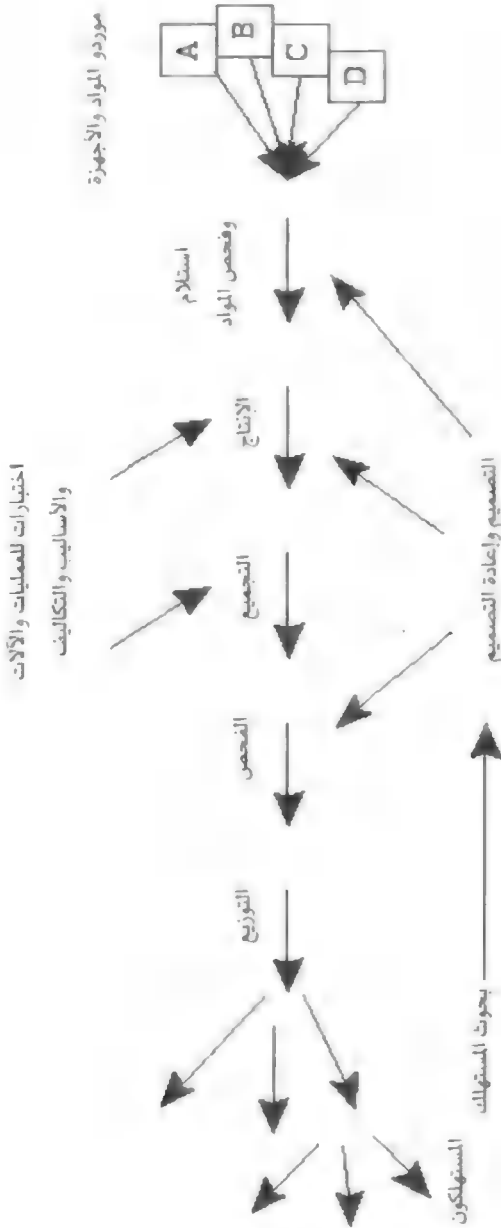 موردو المواد والأجهزة
A
B
C
D
استلام
وفحص المواد
الإنتاج
التجميع
الفحص
التوزيع
اختبارات للعمليات والآلات
والأساليب والتكاليف
التصميم وإعادة التصميم
بحوث المستهلك
المستهلكون